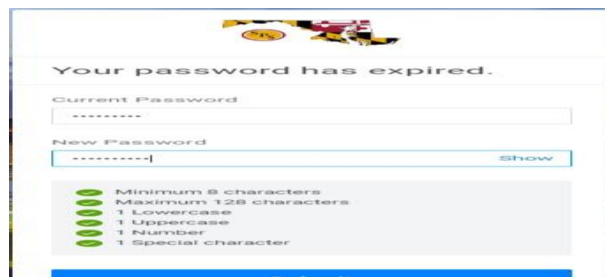 SPS
Your password has expired.
Current Password
New Password
Show
Minimum 8 characters
Maximum 128 characters
1 Lowercase
1 Uppercase
1 Number
1 Special character